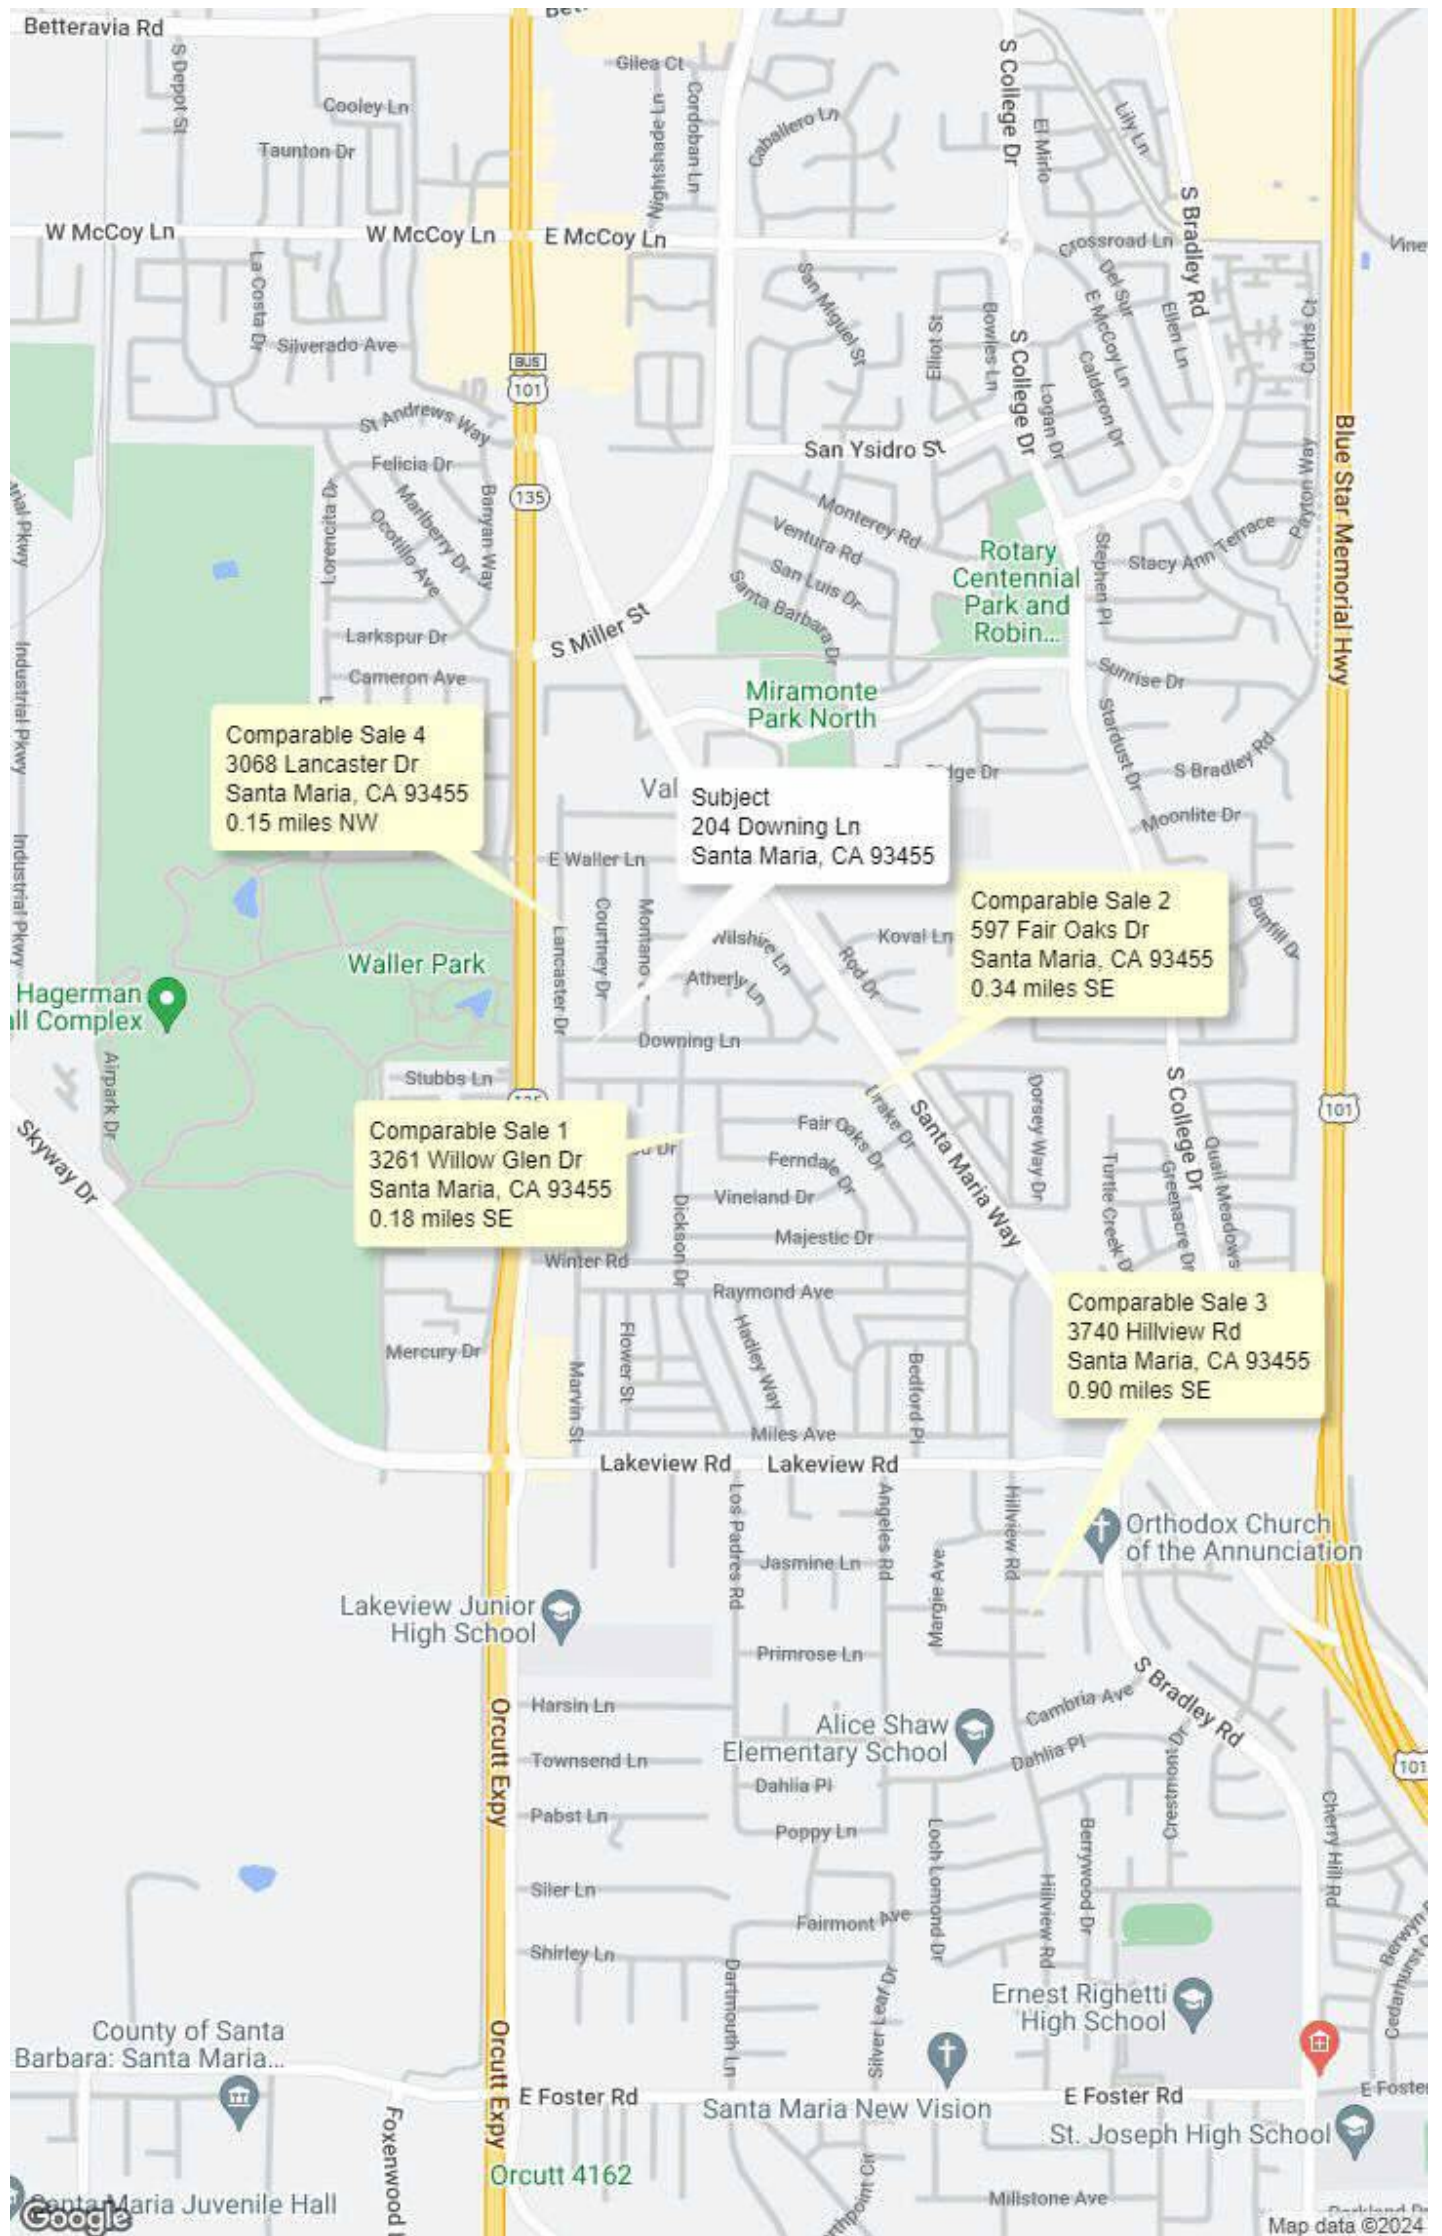 Betteravia Rd
S Depot St
Cooley Ln
Taunton Dr
Gilea Ct
Nightshade Ln
Cordoban Ln
Caballero Ln
S College Dr
El Mirlo
Lily Ln
S Bradley Rd
W McCoy Ln
W McCoy Ln
E McCoy Ln
Crossroad Ln
Vine
La Costa Dr
Silverado Ave
San Miguel St
Elliot St
Bowles Ln
S College Dr
Del Sur
E McCoy Ln
Ellen Ln
Curtis Ct
Calderon Dr
Logan Dr
BUS
101
St Andrews Way
Felicia Dr
San Ysidro St
Blue Star Memorial Hwy
Payton Way
135
Lorencita Dr
Marlberry Dr
Ocotillo Ave
Banyan Way
Monterey Rd
Ventura Rd
San Luis Dr
Santa Barbara Dr
Rotary
Centennial
Park and
Robin...
Stephen Pl
Stacy Ann Terrace
Industrial Pkwy
Larkspur Dr
S Miller St
Cameron Ave
Sunrise Dr
Miramonte
Park North
Stardust Dr
S Bradley Rd
Moonlite Dr
Comparable Sale 4
3068 Lancaster Dr
Santa Maria, CA 93455
0.15 miles NW
Val
Subject
204 Downing Ln
Santa Maria, CA 93455
Industrial Pkwy
E Waller Ln
Courtney Dr
Lancaster Dr
Wilshire Ln
Atherly Ln
Rod Dr
Koval Ln
Comparable Sale 2
597 Fair Oaks Dr
Santa Maria, CA 93455
0.34 miles SE
Bunfill Dr
Waller Park
Hagerman
all Complex
Downing Ln
Airpark Dr
Stubbs Ln
Skyway Dr
Comparable Sale 1
3261 Willow Glen Dr
Santa Maria, CA 93455
0.18 miles SE
Drake Dr
Fair Oaks Dr
Ferndale Dr
Vineland Dr
Majestic Dr
Santa Maria Way
Dorsey Way Dr
S College Dr
101
Turtle Creek D
Greenacre Dr
Quail Meadows
Dickson Dr
Winter Rd
Raymond Ave
Mercury Dr
Marvin St
Flower St
Hadley Way
Bedford Pl
Comparable Sale 3
3740 Hillview Rd
Santa Maria, CA 93455
0.90 miles SE
Miles Ave
Lakeview Rd
Lakeview Rd
Los Padres Rd
Angeles Rd
Jasmine Ln
Margie Ave
Hillview Rd
Orthodox Church
of the Annunciation
Lakeview Junior
High School
Primrose Ln
Harsin Ln
Cambria Ave
S Bradley Rd
Orcutt Expy
Alice Shaw
Elementary School
Dahlia Pl
Crestmont Dr
Townsend Ln
Dahlia Pl
101
Pabst Ln
Poppy Ln
Loch Lomond Dr
Berrywood Dr
Cherry Hill Rd
Siler Ln
Fairmont Ave
Hillview Rd
Shirley Ln
Dartmouth Ln
Silver Leaf Dr
Cedarhurst D
Ernest Righetti
High School
County of Santa
Barbara: Santa Maria...
Orcutt Expy
E Foster Rd
E Foster Rd
E Foster
Santa Maria New Vision
St. Joseph High School
Foxenwood
Orcutt 4162
Santa Maria Juvenile Hall
Millstone Ave
Google
Map data ©2024